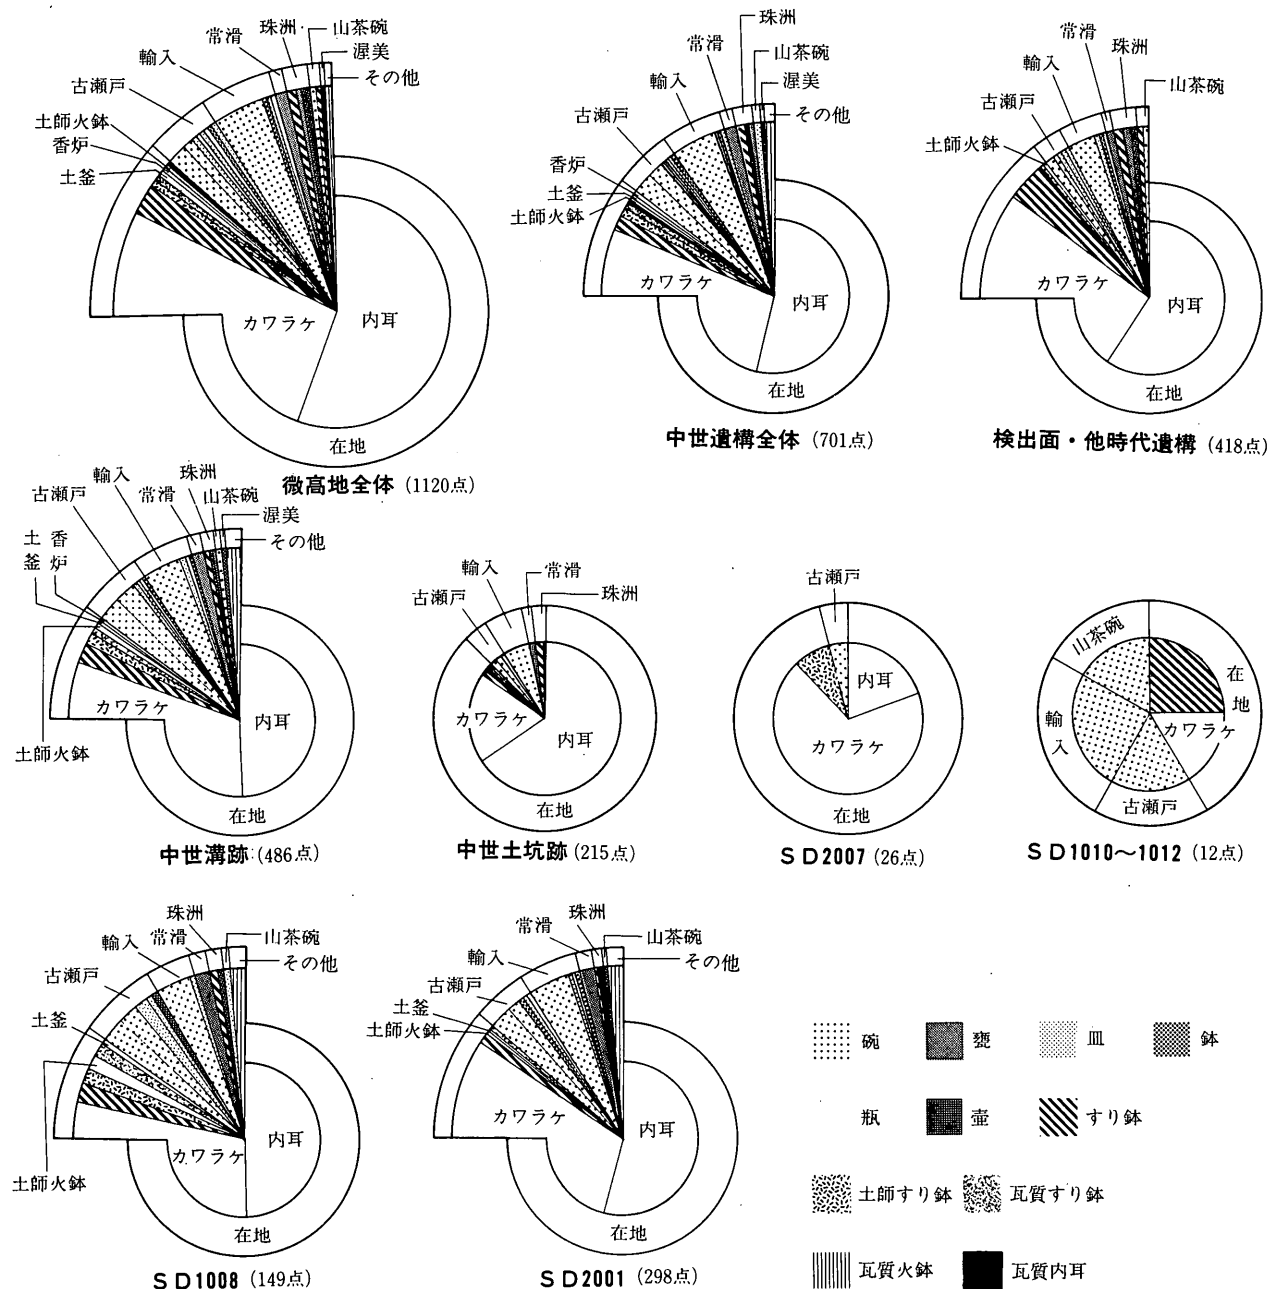 常滑
珠洲
山茶碗
渥美
その他
輸入
古瀬戸
土師火鉢
香炉
土釜
カワラケ
内耳
在地
微高地全体 (1120点)
珠洲
常滑
山茶碗
輸入
渥美
古瀬戸
その他
香炉
土釜
土師火鉢
カワラケ
内耳
在地
中世遺構全体 (701点)
常滑
珠洲
輸入
山茶碗
古瀬戸
土師火鉢
カワラケ
内耳
在地
検出面・他時代遺構 (418点)
珠洲
輸入
常滑
山茶碗
古瀬戸
渥美
その他
土釜
香炉
カワラケ
内耳
土師火鉢
在地
中世溝跡 (486点)
輸入
常滑
古瀬戸
珠洲
カワラケ
内耳
在地
中世土坑跡 (215点)
古瀬戸
内耳
カワラケ
在地
SD2007 (26点)
山茶碗
在地
カワラケ
輸入
古瀬戸
SD1010～1012 (12点)
珠洲
常滑
輸入
山茶碗
その他
古瀬戸
土釜
土師火鉢
内耳
カワラケ
在地
SD1008 (149点)
珠洲
常滑
山茶碗
輸入
その他
古瀬戸
土釜
土師火鉢
カワラケ
内耳
在地
SD2001 (298点)
碗 甕 皿 鉢
瓶 壷 すり鉢
土師すり鉢 瓦質すり鉢
瓦質火鉢 瓦質内耳